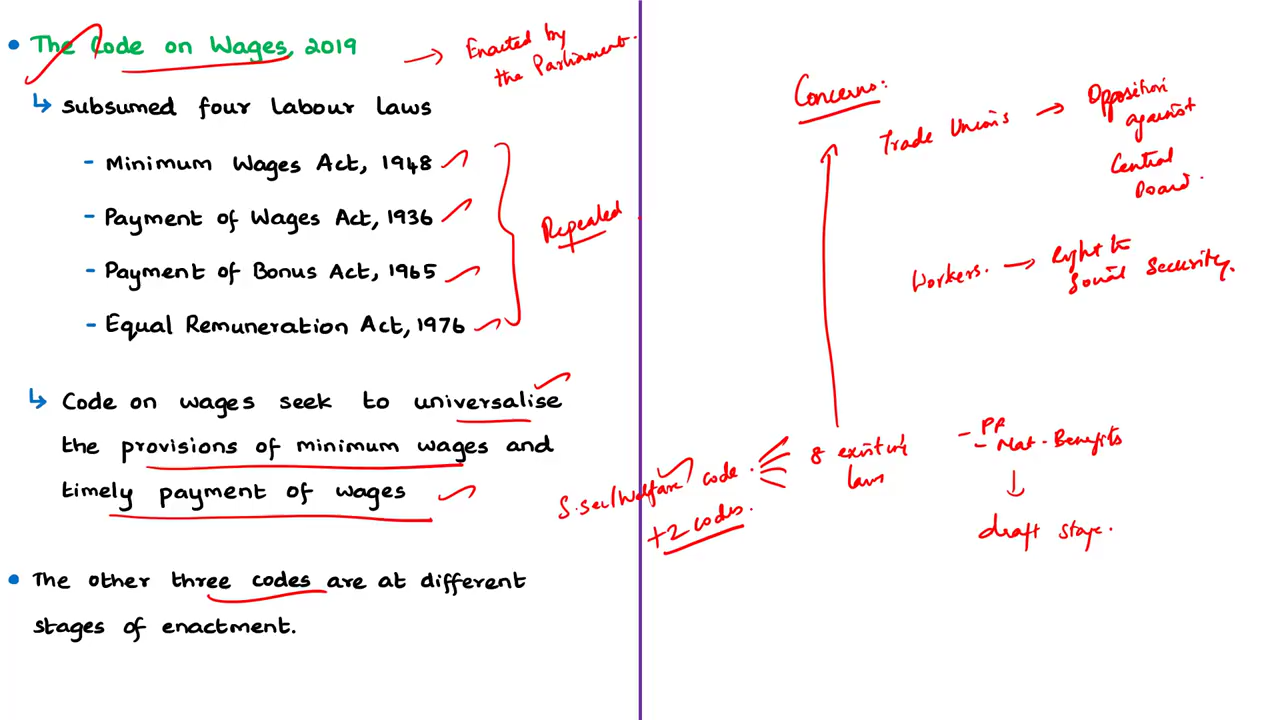 • The Code on Wages, 2019
↳ subsumed four labour laws
- Minimum Wages Act, 1948
- Payment of Wages Act, 1936
- Payment of Bonus Act, 1965
- Equal Remuneration Act, 1976
↳ Code on wages seek to universalise
the provisions of minimum wages and
timely payment of wages
• The other three codes are at different
stages of enactment.
→ Enacted by
the Parliament.
Repealed
Concerns:
Trade Unions → Opposition
against
Central
Board.
Workers. → Right to
Social Security.
S.sec/Welfare code.
+2 codes.
8 existing
laws
- PF
- Mat. Benefits
↓
draft stage.